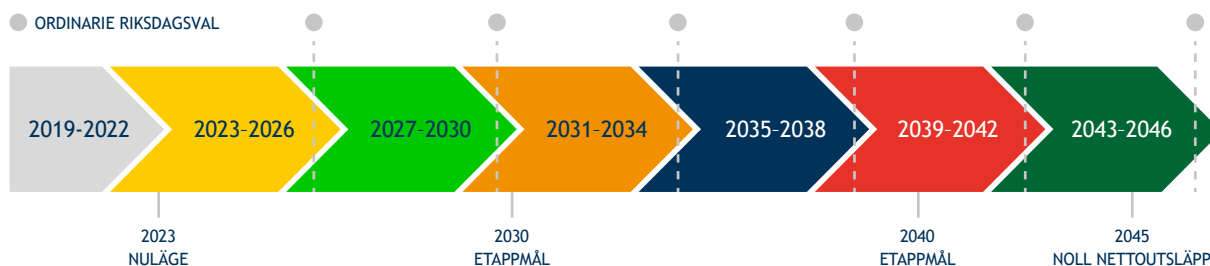 ORDINARIE RIKSDAGSVAL
2019-2022
2023-2026
2027-2030
2031-2034
2035-2038
2039-2042
2043-2046
2023
NULÄGE
2030
ETAPPMÅL
2040
ETAPPMÅL
2045
NOLL NETTOUTSLÄPP